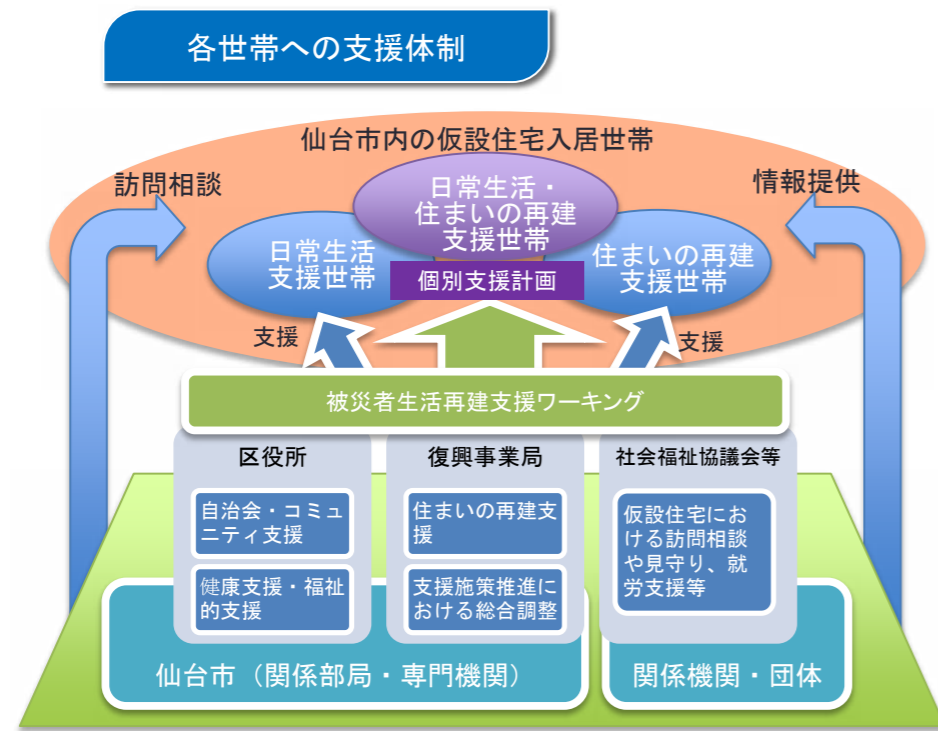 各世帯への支援体制
仙台市内の仮設住宅入居世帯
訪問相談
情報提供
日常生活・
住まいの再建
支援世帯
日常生活
支援世帯
住まいの再建
支援世帯
個別支援計画
支援
支援
被災者生活再建支援ワーキング
区役所
自治会・コミュ
ニティ支援
健康支援・福祉
的支援
復興事業局
住まいの再建支
援
支援施策推進に
おける総合調整
社会福祉協議会等
仮設住宅にお
ける訪問相談
や見守り、就
労支援等
仙台市（関係部局・専門機関）
関係機関・団体